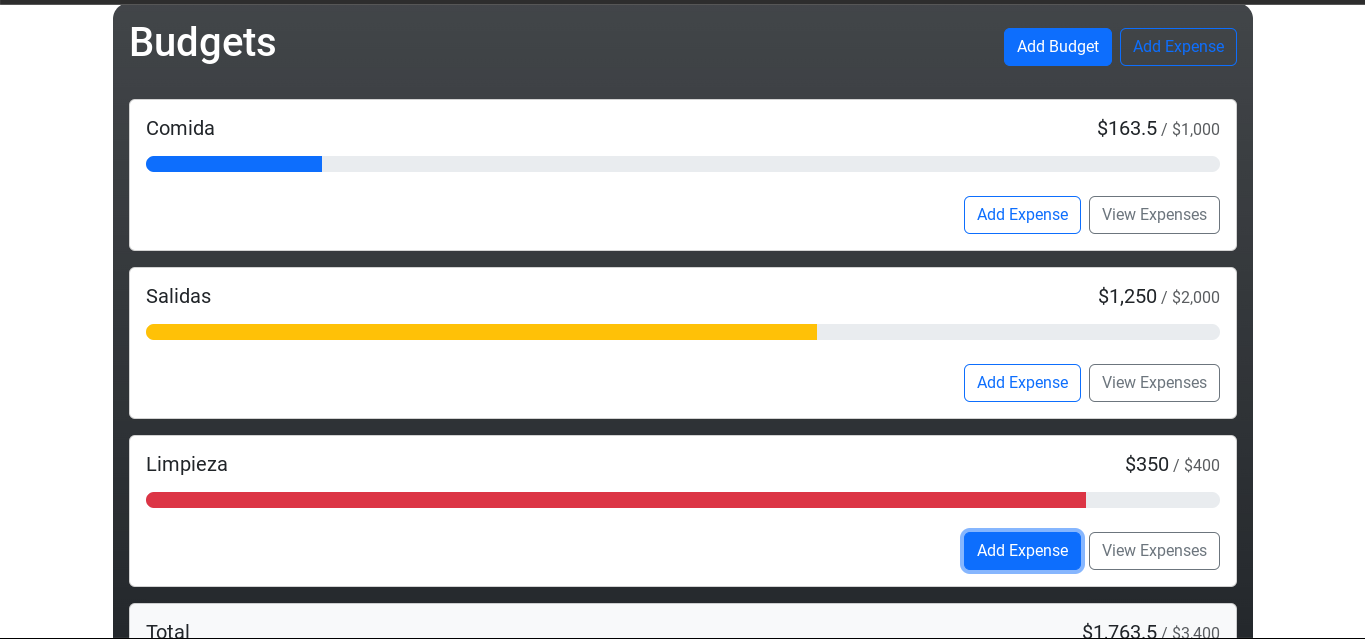 Budgets
Add Budget
Add Expense
Comida
$163.5 / $1,000
Add Expense
View Expenses
Salidas
$1,250 / $2,000
Add Expense
View Expenses
Limpieza
$350 / $400
Add Expense
View Expenses
Total
$1,763.5 / $3,400